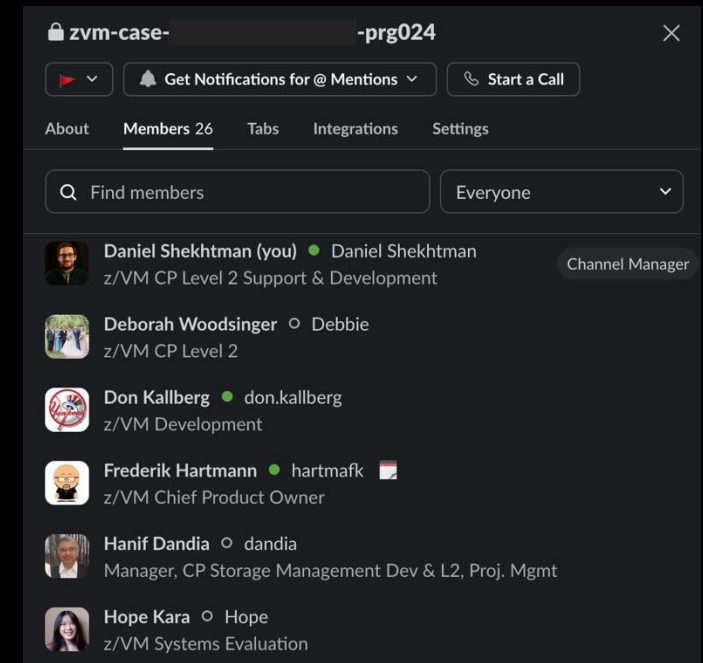 zvm-case- -prg024
Get Notifications for @ Mentions
Start a Call
About Members 26 Tabs Integrations Settings
Find members
Everyone
Daniel Shekhtman (you) Daniel Shekhtman
z/VM CP Level 2 Support & Development
Channel Manager
Deborah Woodsinger Debbie
z/VM CP Level 2
Don Kallberg don.kallberg
z/VM Development
Frederik Hartmann hartmafk
z/VM Chief Product Owner
Hanif Dandia dandia
Manager, CP Storage Management Dev & L2, Proj. Mgmt
Hope Kara Hope
z/VM Systems Evaluation